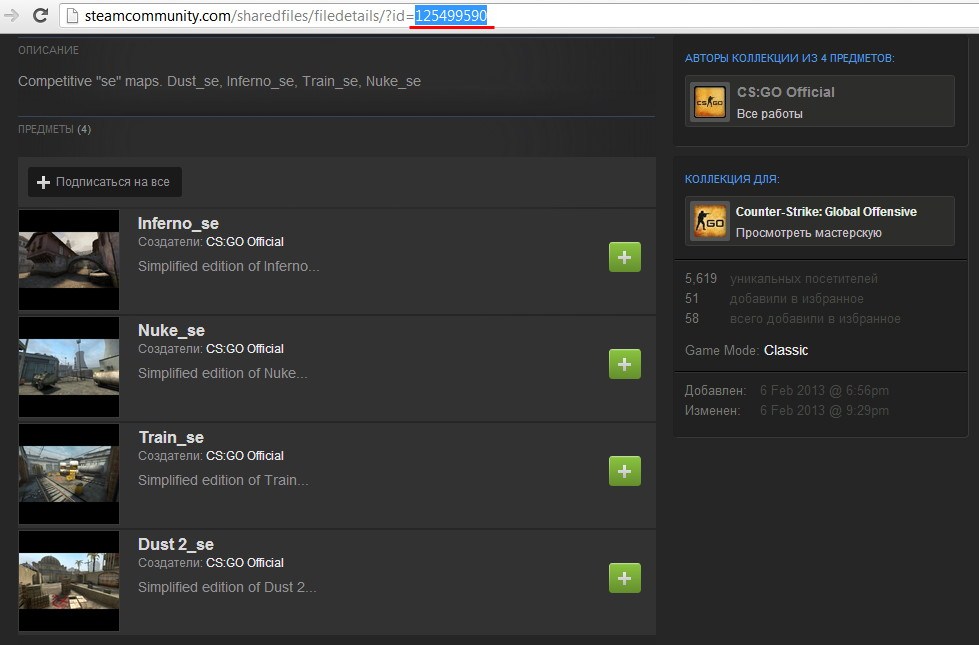 steamcommunity.com/sharedfiles/filedetails/?id=125499590
ОПИСАНИЕ
Competitive "se" maps. Dust_se, Inferno_se, Train_se, Nuke_se
ПРЕДМЕТЫ (4)
Подписаться на все
Inferno_se
Создатели: CS:GO Official
Simplified edition of Inferno...
Nuke_se
Создатели: CS:GO Official
Simplified edition of Nuke...
Train_se
Создатели: CS:GO Official
Simplified edition of Train...
Dust 2_se
Создатели: CS:GO Official
Simplified edition of Dust 2...
АВТОРЫ КОЛЛЕКЦИИ ИЗ 4 ПРЕДМЕТОВ:
CS:GO Official
Все работы
КОЛЛЕКЦИЯ ДЛЯ:
Counter-Strike: Global Offensive
Просмотреть мастерскую
5,619 уникальных посетителей
51 добавили в избранное
58 всего добавили в избранное
Game Mode: Classic
Добавлен: 6 Feb 2013 @ 6:56pm
Изменен: 6 Feb 2013 @ 9:29pm